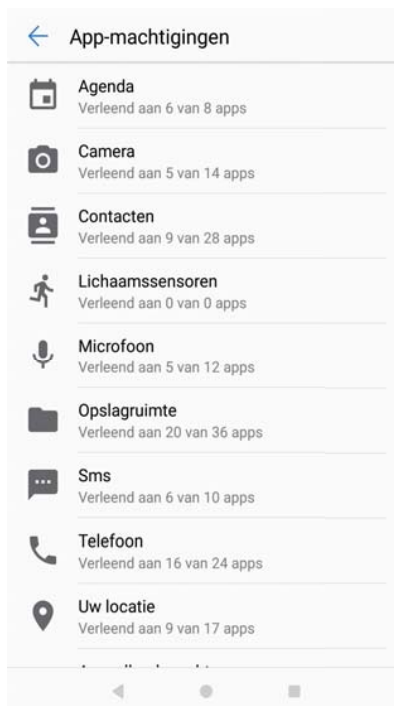 App-machtigingen
Agenda
Verleend aan 6 van 8 apps
Camera
Verleend aan 5 van 14 apps
Contacten
Verleend aan 9 van 28 apps
Lichaamssensoren
Verleend aan 0 van 0 apps
Microfoon
Verleend aan 5 van 12 apps
Opslagruimte
Verleend aan 20 van 36 apps
Sms
Verleend aan 6 van 10 apps
Telefoon
Verleend aan 16 van 24 apps
Uw locatie
Verleend aan 9 van 17 apps